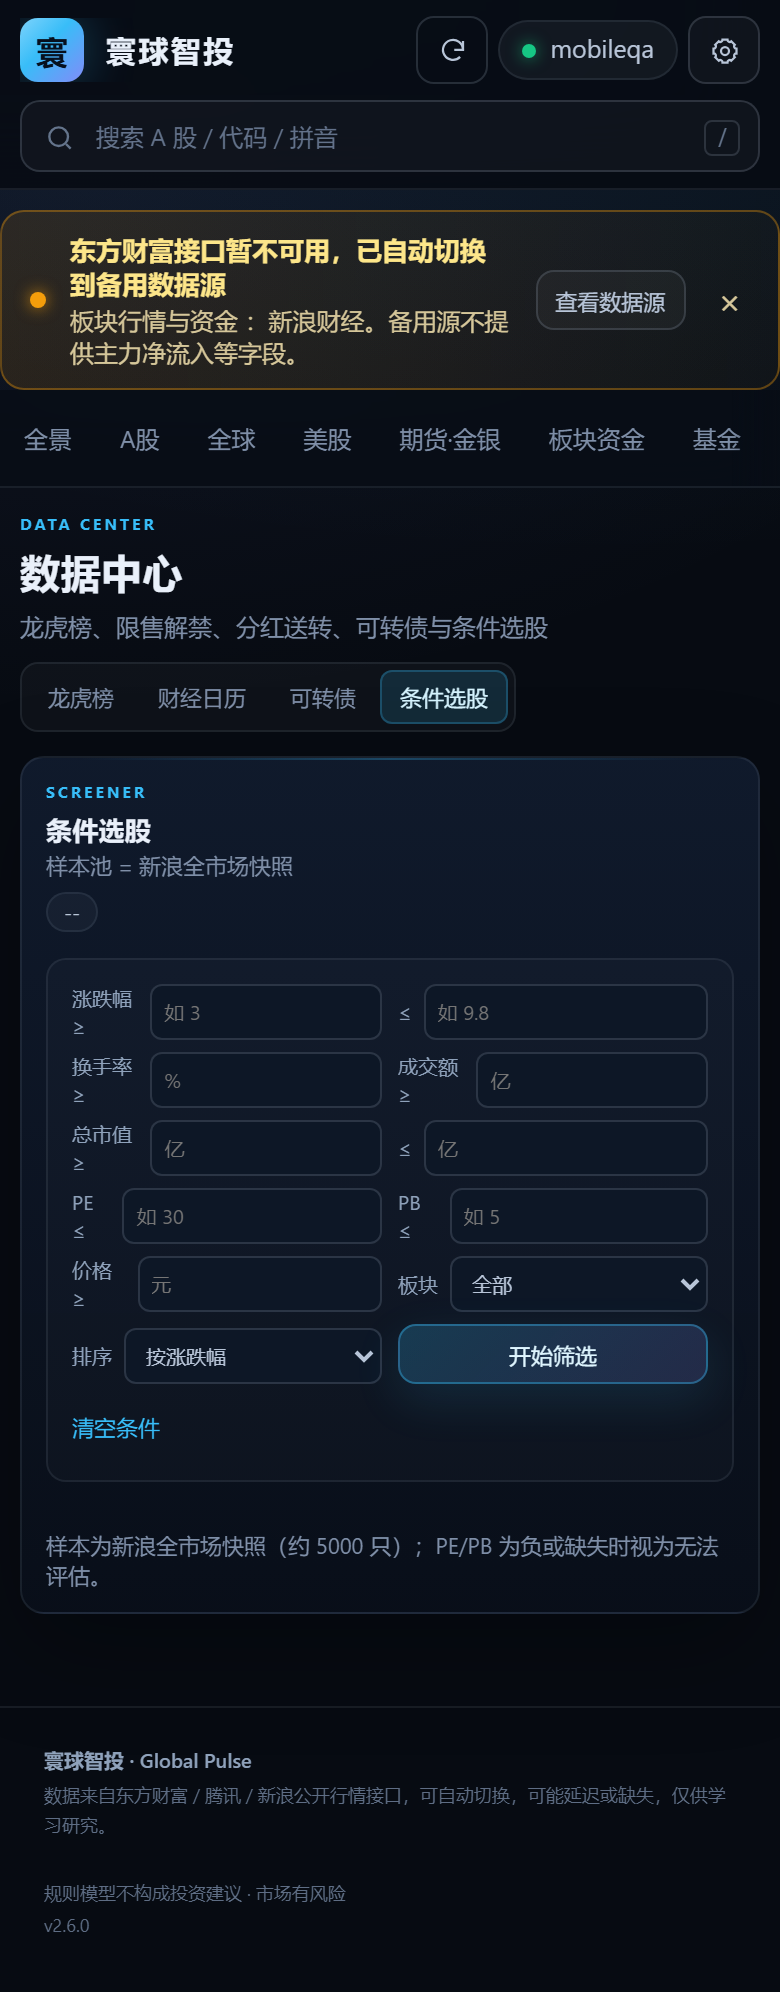 寰 寰球智投 mobileqa
搜索 A 股 / 代码 / 拼音 /
东方财富接口暂不可用，已自动切换
到备用数据源
板块行情与资金 ：新浪财经。备用源不提
供主力净流入等字段。
查看数据源 ×
全景 A股 全球 美股 期货·金银 板块资金 基金
DATA CENTER
数据中心
龙虎榜、限售解禁、分红送转、可转债与条件选股
龙虎榜 财经日历 可转债 条件选股
SCREENER
条件选股
样本池 = 新浪全市场快照
--
涨跌幅 ≥ 如 3 ≤ 如 9.8
换手率 ≥ % 成交额 ≥ 亿
总市值 ≥ 亿 ≤ 亿
PE ≤ 如 30 PB ≤ 如 5
价格 ≥ 元 板块 全部
排序 按涨跌幅 开始筛选
清空条件
样本为新浪全市场快照（约 5000 只）；PE/PB 为负或缺失时视为无法
评估。
寰球智投 · Global Pulse
数据来自东方财富 / 腾讯 / 新浪公开行情接口，可自动切换，可能延迟或缺失，仅供学
习研究。
规则模型不构成投资建议 · 市场有风险
v2.6.0